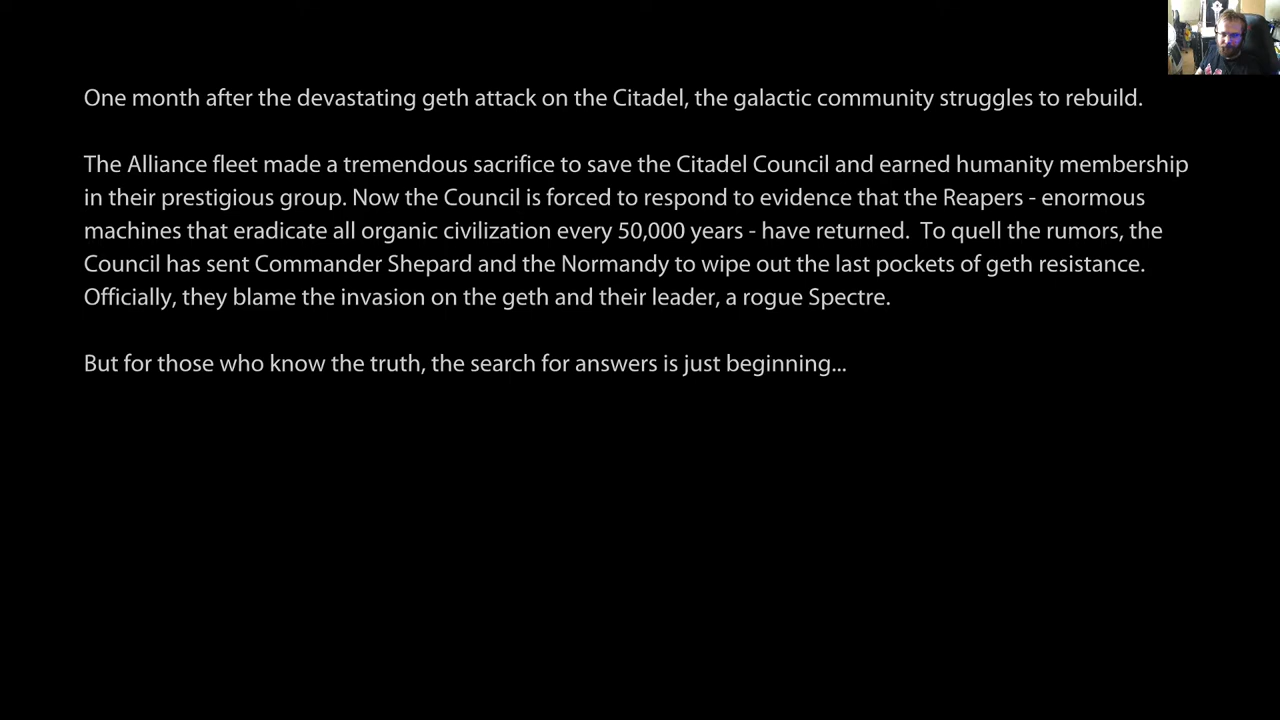 One month after the devastating geth attack on the Citadel, the galactic community struggles to rebuild.
The Alliance fleet made a tremendous sacrifice to save the Citadel Council and earned humanity membership
in their prestigious group. Now the Council is forced to respond to evidence that the Reapers - enormous
machines that eradicate all organic civilization every 50,000 years - have returned.  To quell the rumors, the
Council has sent Commander Shepard and the Normandy to wipe out the last pockets of geth resistance.
Officially, they blame the invasion on the geth and their leader, a rogue Spectre.
But for those who know the truth, the search for answers is just beginning...